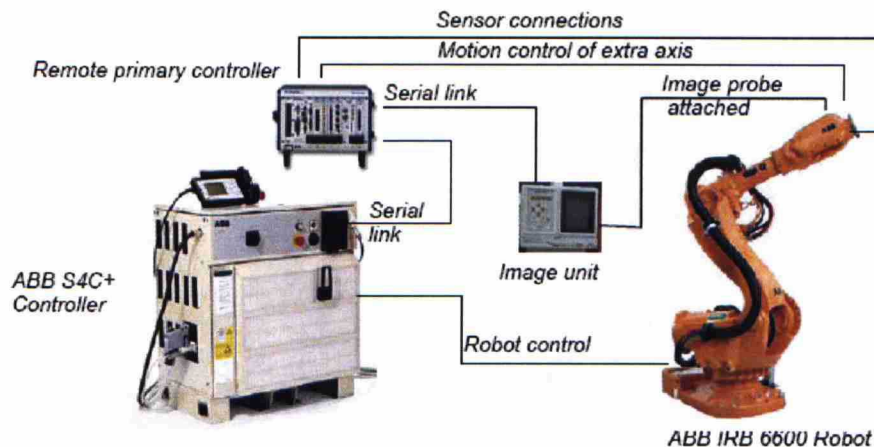 Sensor connections
Motion control of extra axis
Remote primary controller
Serial link
Image probe
attached
Serial
link
ABB
ABB S4C+
Controller
Image unit
Robot control
ABB IRB 6600 Robot